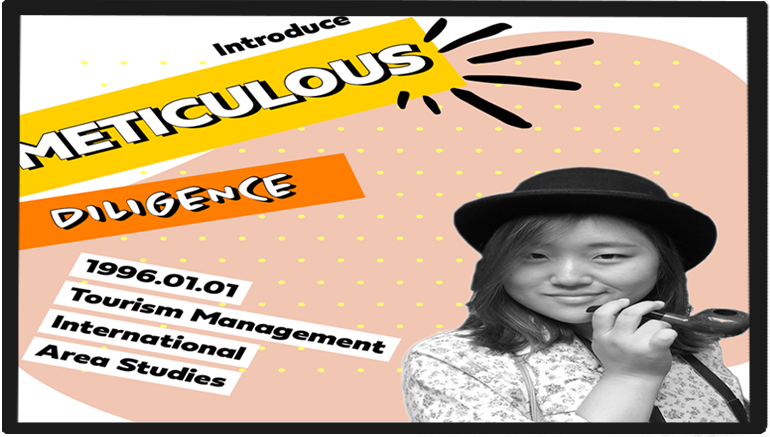 Introduce
METICULOUS
DILIGENCE
1996.01.01
Tourism Management
International
Area Studies